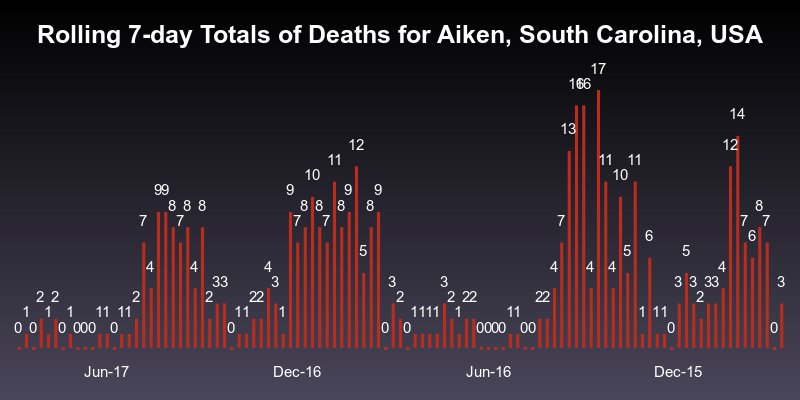 Rolling 7-day Totals of Deaths for Aiken, South Carolina, USA
0 1 0 2 1 2 0 1 0 0 0 1 1 0 1 1 2 7 4 9 9 8 7 8 4 8 2 3 3 0 1 1 2 2 4 3 1 9 7 8 10 8 7 11 8 9 12 5 8 9 0 3 2 0 1 1 1 1 3 2 1 2 2 0 0 0 0 1 1 0 0 2 2 4 7 13 16 16 4 17 11 4 10 5 11 1 6 1 1 0 3 5 3 2 3 3 4 12 14 7 6 8 7 0 3
Jun-17 Dec-16 Jun-16 Dec-15